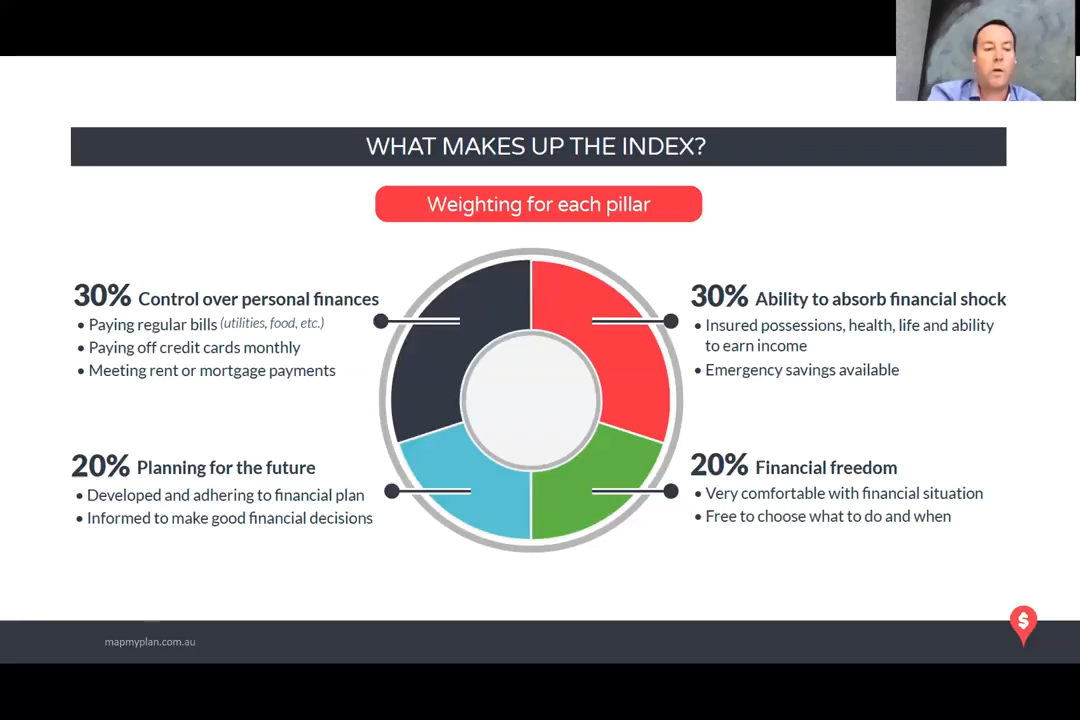 WHAT MAKES UP THE INDEX?
Weighting for each pillar
30% Control over personal finances
• Paying regular bills (utilities, food, etc.)
• Paying off credit cards monthly
• Meeting rent or mortgage payments
30% Ability to absorb financial shock
• Insured possessions, health, life and ability
to earn income
• Emergency savings available
20% Planning for the future
• Developed and adhering to financial plan
• Informed to make good financial decisions
20% Financial freedom
• Very comfortable with financial situation
• Free to choose what to do and when
mapmyplan.com.au
$